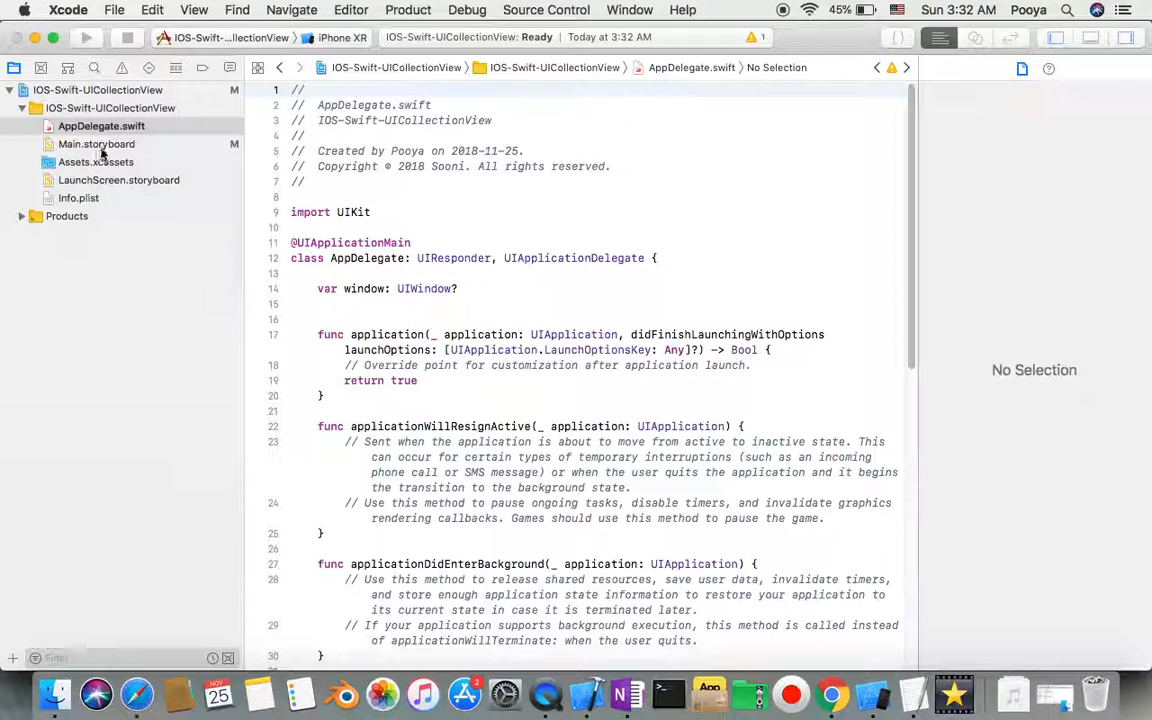 Xcode File Edit View Find Navigate Editor Product Debug Source Control Window Help 45% Sun 3:32 AM Pooya
IOS-Swift-...llectionView iPhone XR IOS-Swift-UICollectionView: Ready Today at 3:32 AM 1
IOS-Swift-UICollectionView IOS-Swift-UICollectionView AppDelegate.swift No Selection
IOS-Swift-UICollectionView M
IOS-Swift-UICollectionView
AppDelegate.swift
Main.storyboard M
Assets.xcassets
LaunchScreen.storyboard
Info.plist
Products
Filter
1 //
2 // AppDelegate.swift
3 // IOS-Swift-UICollectionView
4 //
5 // Created by Pooya on 2018-11-25.
6 // Copyright © 2018 Sooni. All rights reserved.
7 //
8
9 import UIKit
10
11 @UIApplicationMain
12 class AppDelegate: UIResponder, UIApplicationDelegate {
13
14 var window: UIWindow?
15
16
17 func application(_ application: UIApplication, didFinishLaunchingWithOptions
launchOptions: [UIApplication.LaunchOptionsKey: Any]?) -> Bool {
18 // Override point for customization after application launch.
19 return true
20 }
21
22 func applicationWillResignActive(_ application: UIApplication) {
23 // Sent when the application is about to move from active to inactive state. This
can occur for certain types of temporary interruptions (such as an incoming
phone call or SMS message) or when the user quits the application and it begins
the transition to the background state.
24 // Use this method to pause ongoing tasks, disable timers, and invalidate graphics
rendering callbacks. Games should use this method to pause the game.
25 }
26
27 func applicationDidEnterBackground(_ application: UIApplication) {
28 // Use this method to release shared resources, save user data, invalidate timers,
and store enough application state information to restore your application to
its current state in case it is terminated later.
29 // If your application supports background execution, this method is called instead
of applicationWillTerminate: when the user quits.
30 }
No Selection
NOV
25
2
App